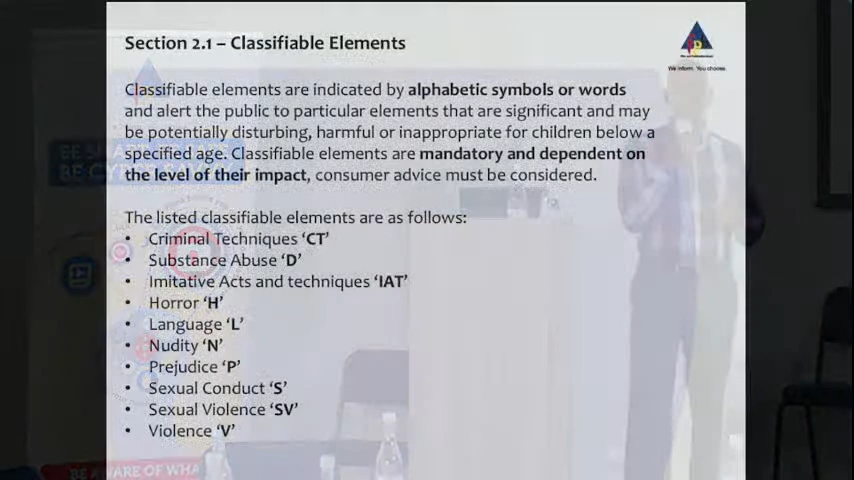 Section 2.1 – Classifiable Elements
We inform. You choose.
Classifiable elements are indicated by alphabetic symbols or words
and alert the public to particular elements that are significant and may
be potentially disturbing, harmful or inappropriate for children below a
specified age. Classifiable elements are mandatory and dependent on
the level of their impact, consumer advice must be considered.
The listed classifiable elements are as follows:
• Criminal Techniques ‘CT’
• Substance Abuse ‘D’
• Imitative Acts and techniques ‘IAT’
• Horror ‘H’
• Language ‘L’
• Nudity ‘N’
• Prejudice ‘P’
• Sexual Conduct ‘S’
• Sexual Violence ‘SV’
• Violence ‘V’
BE AWARE OF WHA